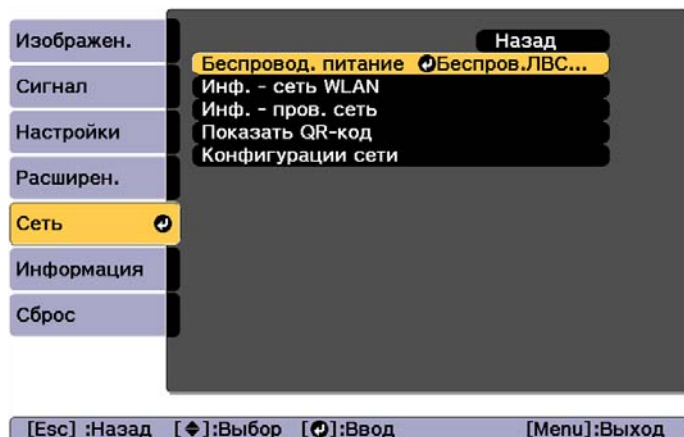 Изображен.
Сигнал
Настройки
Расширен.
Сеть
Информация
Сброс
Назад
Беспровод. питание Беспров.ЛВС...
Инф. - сеть WLAN
Инф. - пров. сеть
Показать QR-код
Конфигурации сети
[Esc] :Назад [◆]:Выбор [↵]:Ввод [Menu]:Выход